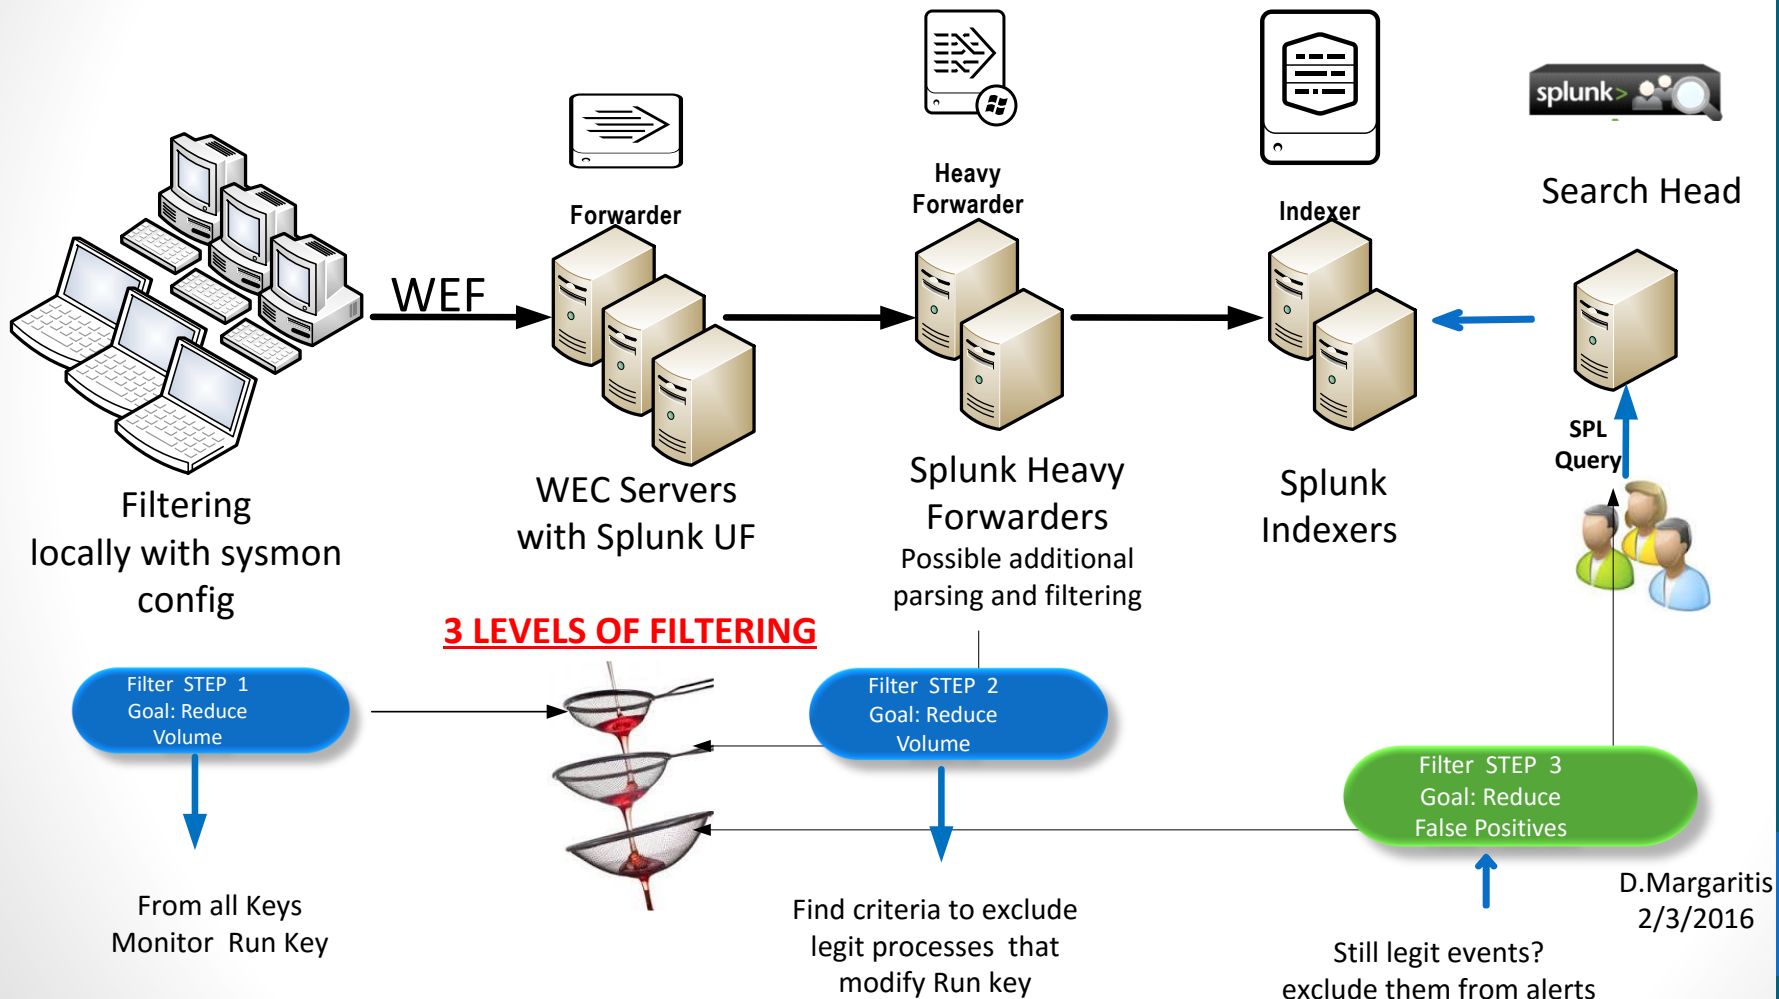 splunk>
Search Head
Heavy
Forwarder
Forwarder
Indexer
WEF
SPL
Query
Filtering
locally with sysmon
config
WEC Servers
with Splunk UF
Splunk Heavy
Forwarders
Possible additional
parsing and filtering
Splunk
Indexers
3 LEVELS OF FILTERING
Filter STEP 1
Goal: Reduce
Volume
Filter STEP 2
Goal: Reduce
Volume
Filter STEP 3
Goal: Reduce
False Positives
From all Keys
Monitor Run Key
Find criteria to exclude
legit processes that
modify Run key
Still legit events?
exclude them from alerts
D.Margaritis
2/3/2016